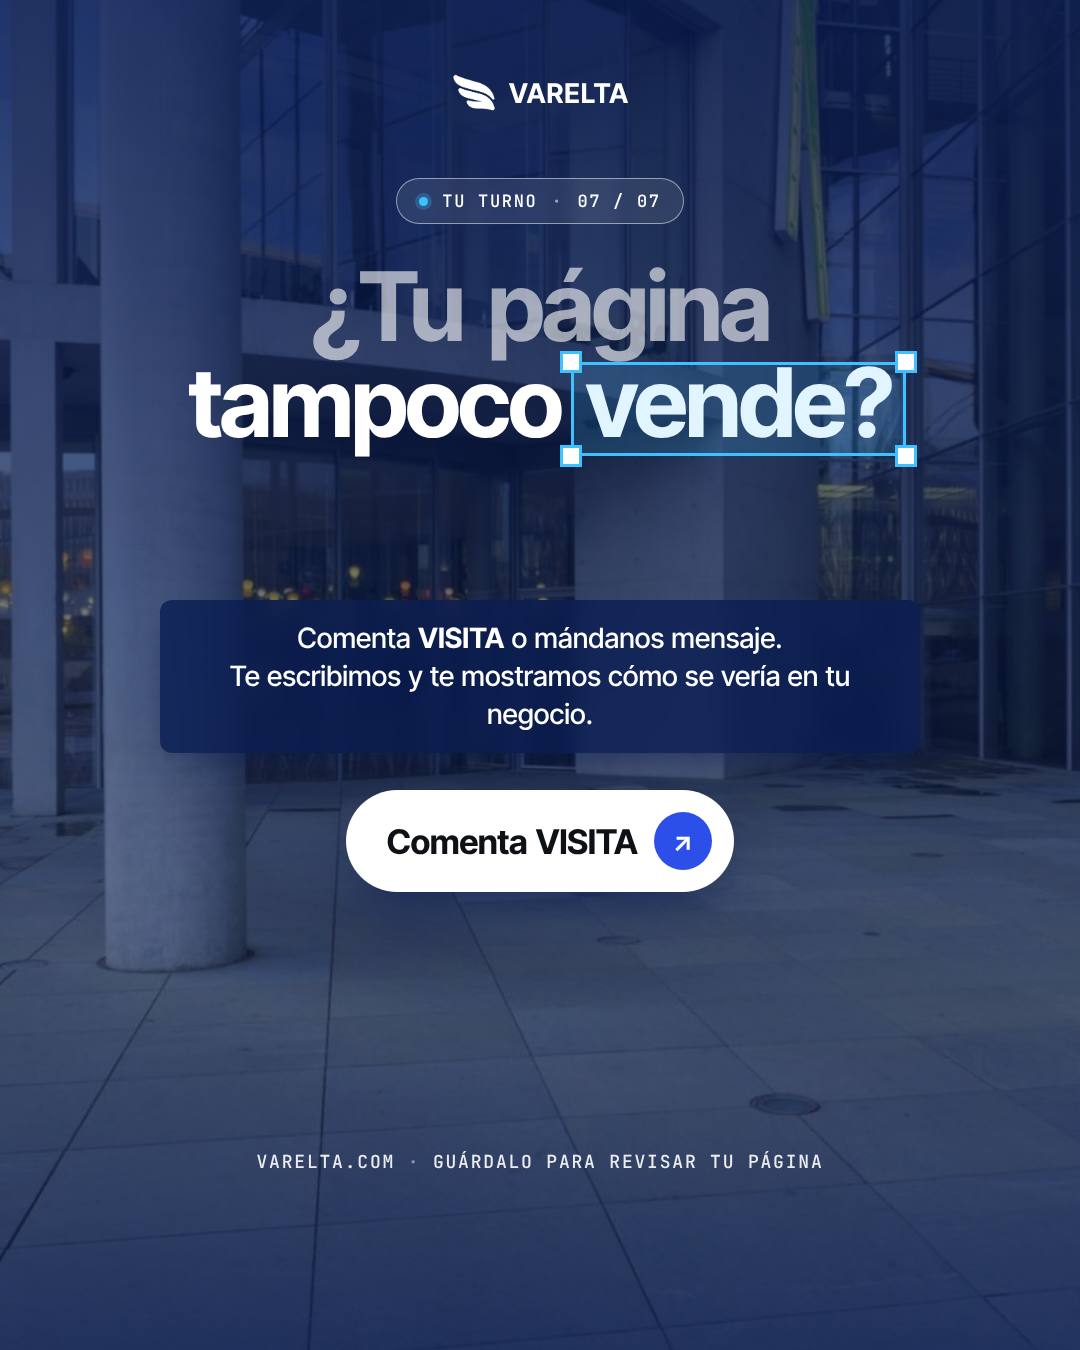 VARELTA
TU TURNO · 07 / 07
¿Tu página
tampoco vende?
Comenta VISITA o mándanos mensaje.
Te escribimos y te mostramos cómo se vería en tu
negocio.
Comenta VISITA
VARELTA.COM · GUÁRDALO PARA REVISAR TU PÁGINA